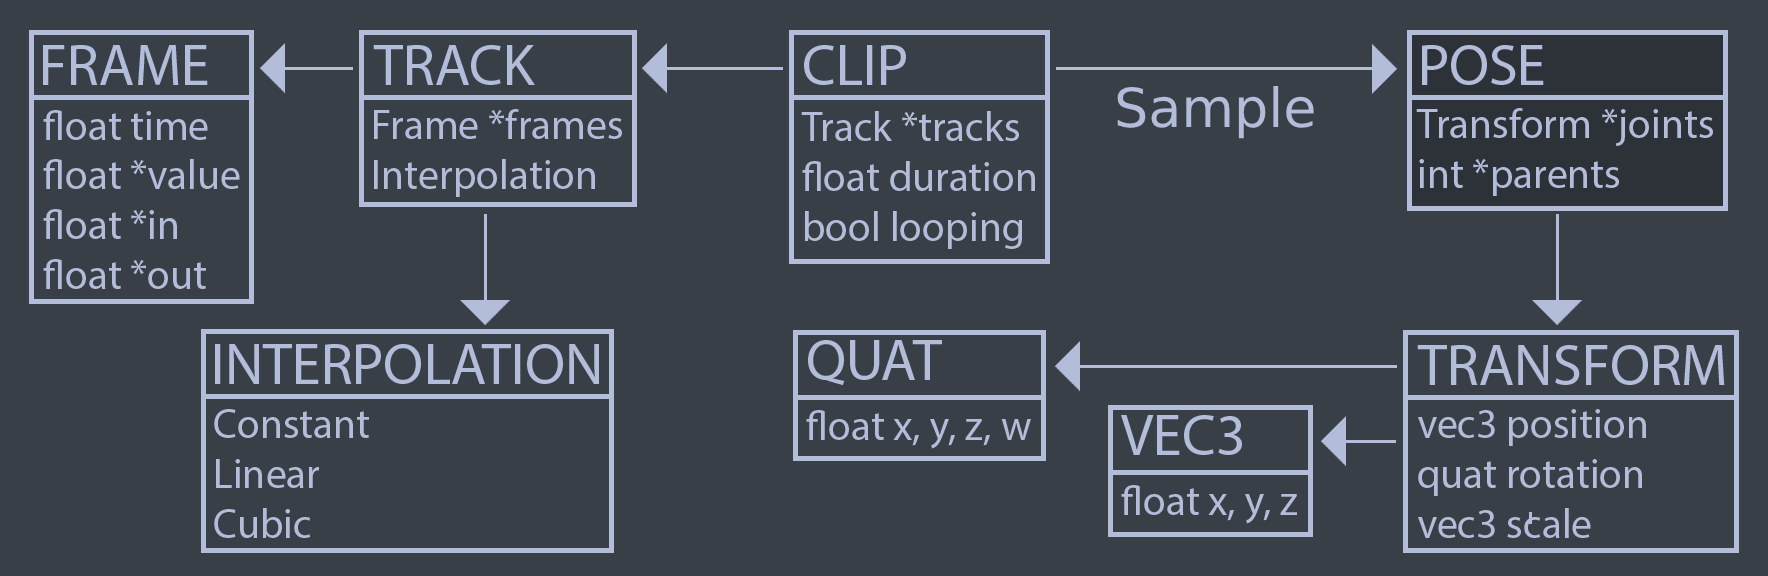 FRAME
float time
float *value
float *in
float *out
TRACK
Frame *frames
Interpolation
CLIP
Track *tracks
float duration
bool looping
Sample
POSE
Transform *joints
int *parents
INTERPOLATION
Constant
Linear
Cubic
QUAT
float x, y, z, w
VEC3
float x, y, z
TRANSFORM
vec3 position
quat rotation
vec3 scale